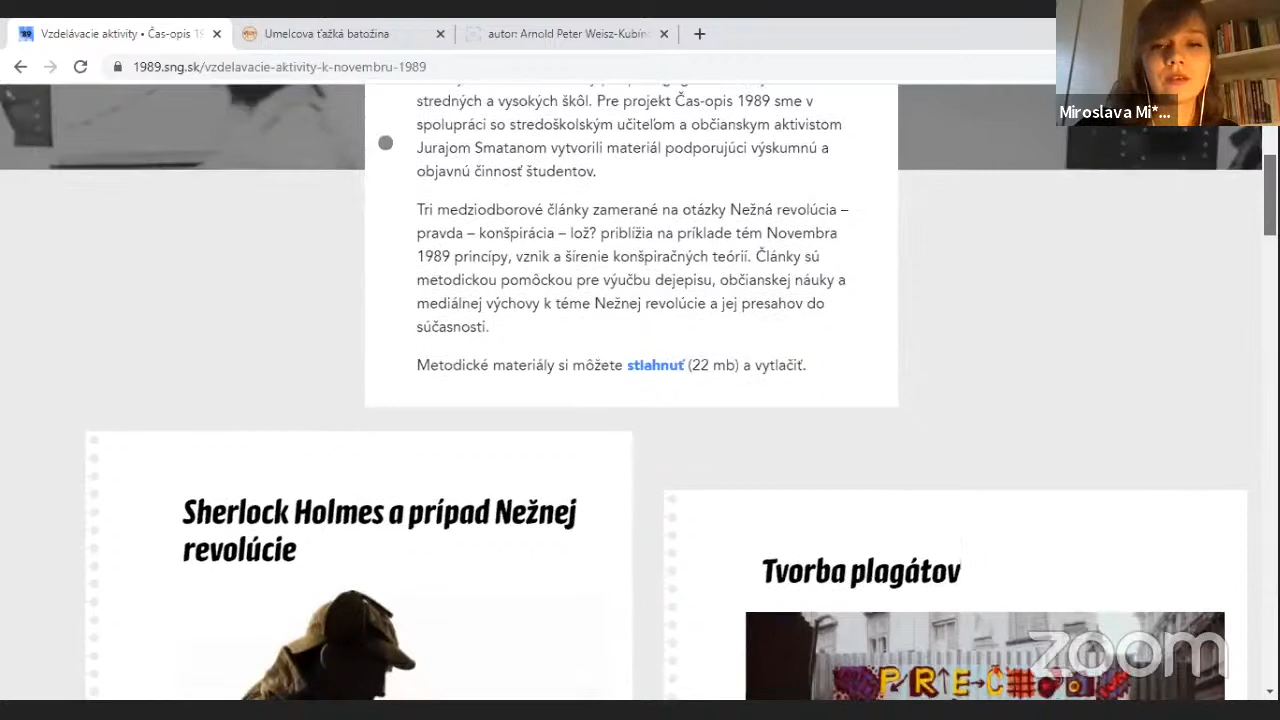 Vzdelávacie aktivity • Čas-opis 19
Umelcova ťažká batožina
autor: Arnold Peter Weisz-Kubín
1989.sng.sk/vzdelavacie-aktivity-k-novembru-1989
Miroslava Mi*...
stredných a vysokých škôl. Pre projekt Čas-opis 1989 sme v
spolupráci so stredoškolským učiteľom a občianskym aktivistom
Jurajom Smatanom vytvorili materiál podporujúci výskumnú a
objavnú činnosť študentov.
Tri medziodborové články zamerané na otázky Nežná revolúcia –
pravda – konšpirácia – lož? priblížia na príklade tém Novembra
1989 princípy, vznik a šírenie konšpiračných teórií. Články sú
metodickou pomôckou pre výučbu dejepisu, občianskej náuky a
mediálnej výchovy k téme Nežnej revolúcie a jej presahov do
súčasnosti.
Metodické materiály si môžete stiahnuť (22 mb) a vytlačiť.
Sherlock Holmes a prípad Nežnej
revolúcie
Tvorba plagátov
zoom
PRE-Č